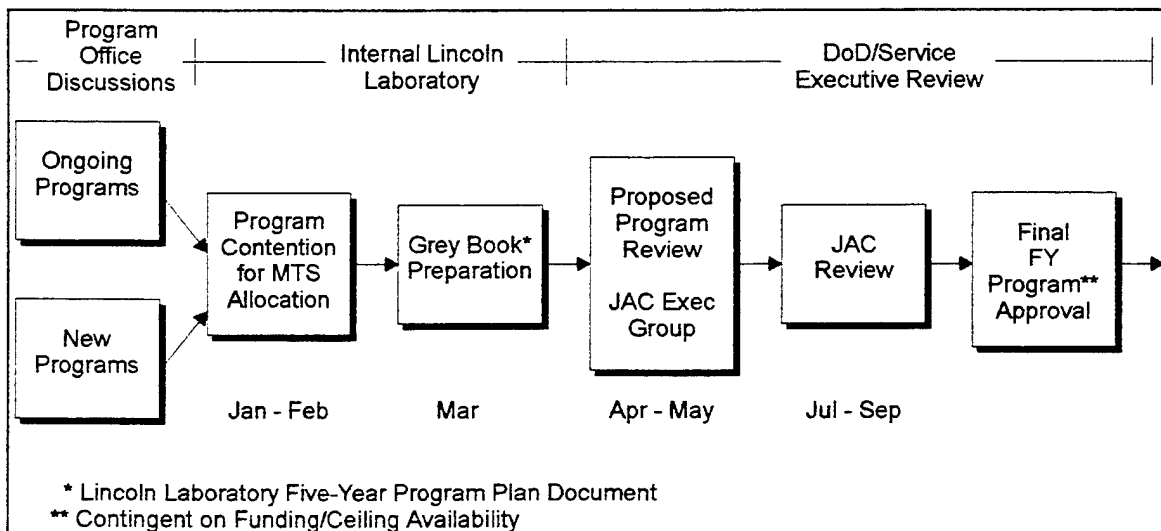 Program
Office
Discussions
Internal Lincoln
Laboratory
DoD/Service
Executive Review
Ongoing
Programs
New
Programs
Program
Contention
for MTS
Allocation
Grey Book*
Preparation
Proposed
Program
Review
JAC Exec
Group
JAC
Review
Final
FY
Program**
Approval
Jan - Feb
Mar
Apr - May
Jul - Sep
* Lincoln Laboratory Five-Year Program Plan Document
** Contingent on Funding/Ceiling Availability